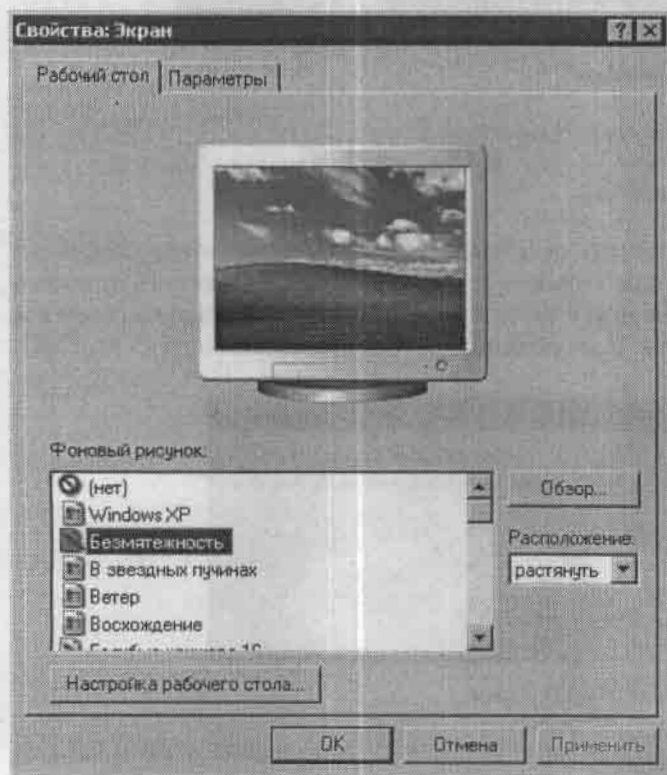 Свойства: Экран
Рабочий стол
Параметры
Фоновый рисунок:
(нет)
Windows XP
Безмятежность
В звездных пучинах
Ветер
Восхождение
Обзор...
Расположение:
растянуть
Настройка рабочего стола...
OK
Отмена
Применить